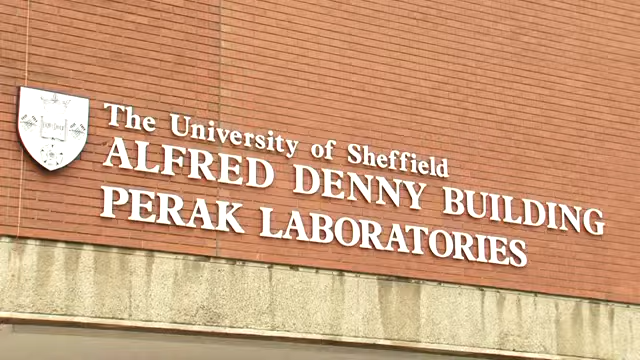 The University of Sheffield
ALFRED DENNY BUILDING
PERAK LABORATORIES